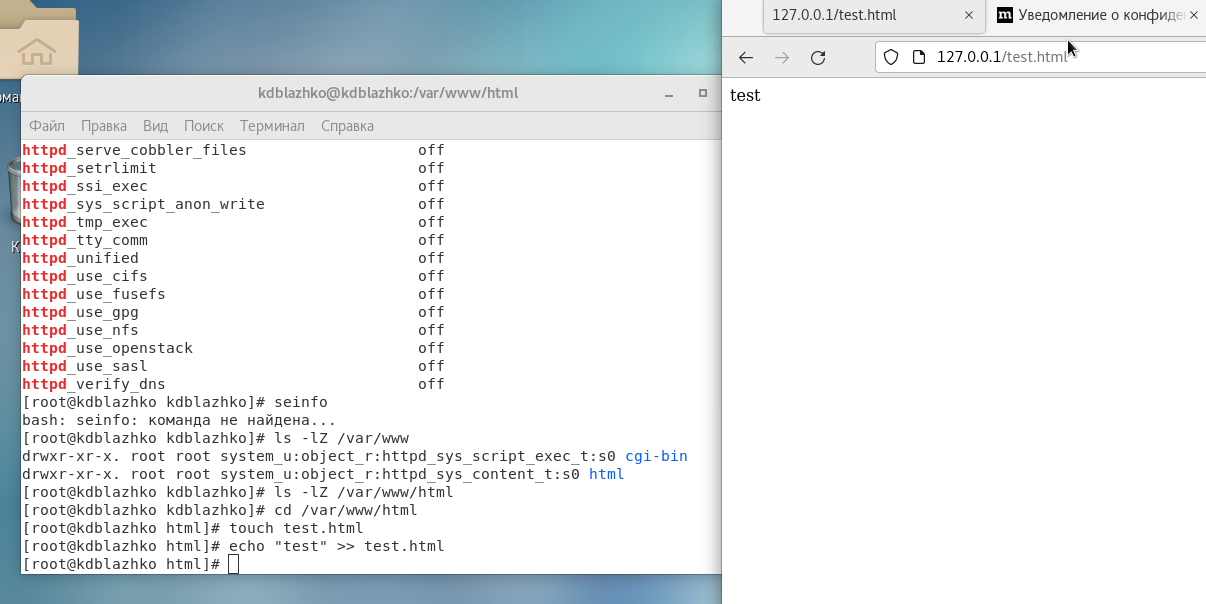 kdblazhko@kdblazhko:/var/www/html
Файл Правка Вид Поиск Терминал Справка
httpd_serve_cobbler_files off
httpd_setrlimit off
httpd_ssi_exec off
httpd_sys_script_anon_write off
httpd_tmp_exec off
httpd_tty_comm off
httpd_unified off
httpd_use_cifs off
httpd_use_fusefs off
httpd_use_gpg off
httpd_use_nfs off
httpd_use_openstack off
httpd_use_sasl off
httpd_verify_dns off
[root@kdblazhko kdblazhko]# seinfo
bash: seinfo: команда не найдена...
[root@kdblazhko kdblazhko]# ls -lZ /var/www
drwxr-xr-x. root root system_u:object_r:httpd_sys_script_exec_t:s0 cgi-bin
drwxr-xr-x. root root system_u:object_r:httpd_sys_content_t:s0 html
[root@kdblazhko kdblazhko]# ls -lZ /var/www/html
[root@kdblazhko kdblazhko]# cd /var/www/html
[root@kdblazhko html]# touch test.html
[root@kdblazhko html]# echo "test" >> test.html
[root@kdblazhko html]#
127.0.0.1/test.html
Уведомление о конфиде
127.0.0.1/test.html
test